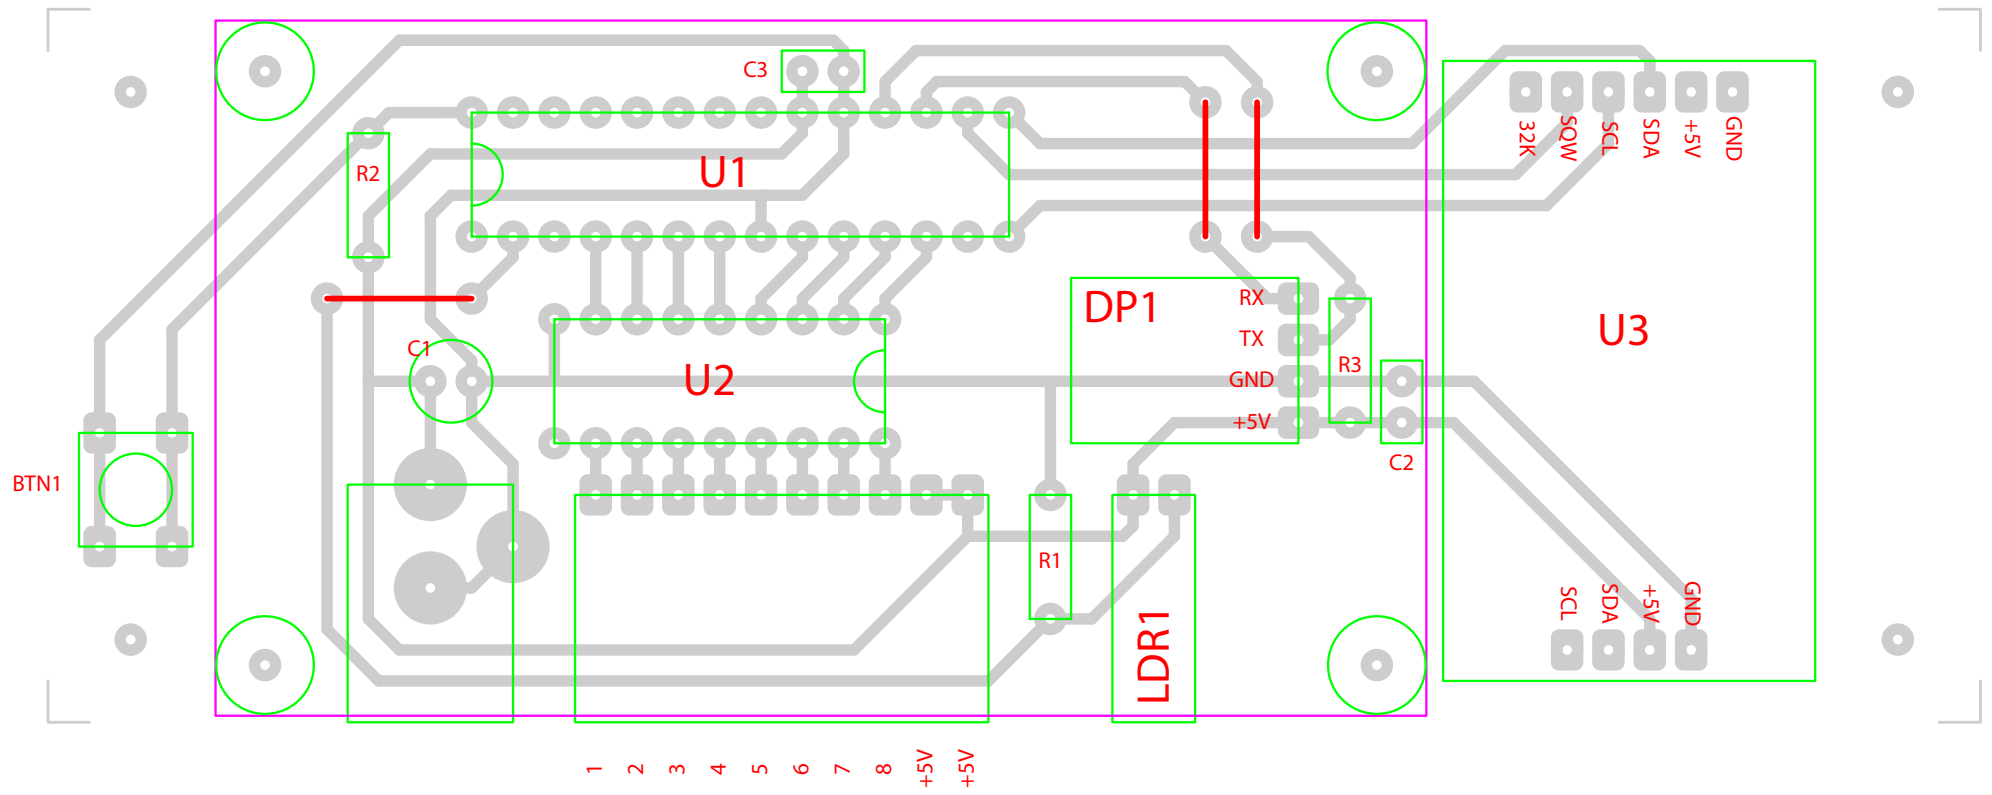 C3
U1
R2
32K
SQW
SCL
SDA
+5V
GND
DP1
RX
TX
GND
+5V
U3
R3
C1
U2
C2
BTN1
R1
LDR1
SCL
SDA
+5V
GND
1
2
3
4
5
6
7
8
+5V
+5V